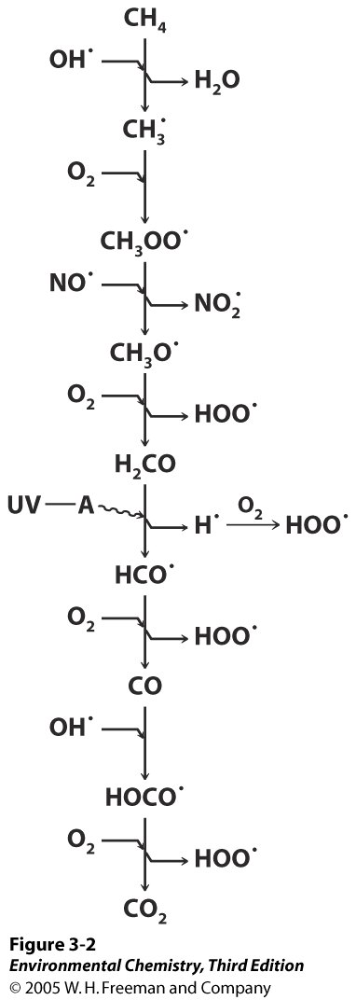 CH₄
OH•
H₂O
CH₃•
O₂
CH₃OO•
NO•
NO₂•
CH₃O•
O₂
HOO•
H₂CO
UV—A
H•
O₂
HOO•
HCO•
O₂
HOO•
CO
OH•
HOCO•
O₂
HOO•
CO₂
Figure 3-2
Environmental Chemistry, Third Edition
© 2005 W. H. Freeman and Company